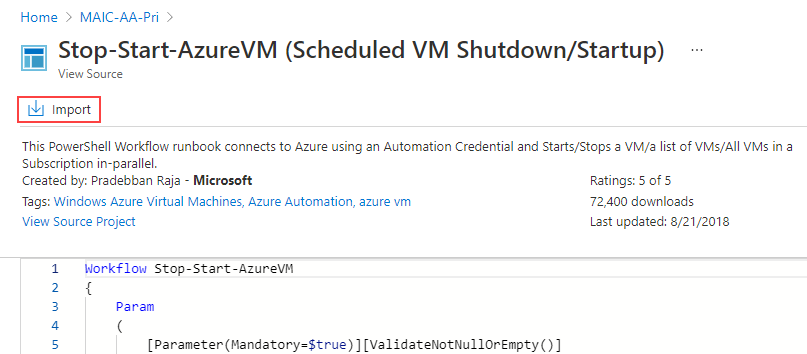 Home > MAIC-AA-Pri >
Stop-Start-AzureVM (Scheduled VM Shutdown/Startup) ...
View Source
Import
This PowerShell Workflow runbook connects to Azure using an Automation Credential and Starts/Stops a VM/a list of VMs/All VMs in a
Subscription in-parallel.
Created by: Pradebban Raja - Microsoft
Ratings: 5 of 5
Tags: Windows Azure Virtual Machines, Azure Automation, azure vm
72,400 downloads
View Source Project
Last updated: 8/21/2018
1 Workflow Stop-Start-AzureVM
2 {
3 Param
4 (
5 [Parameter(Mandatory=$true)][ValidateNotNullOrEmpty()]